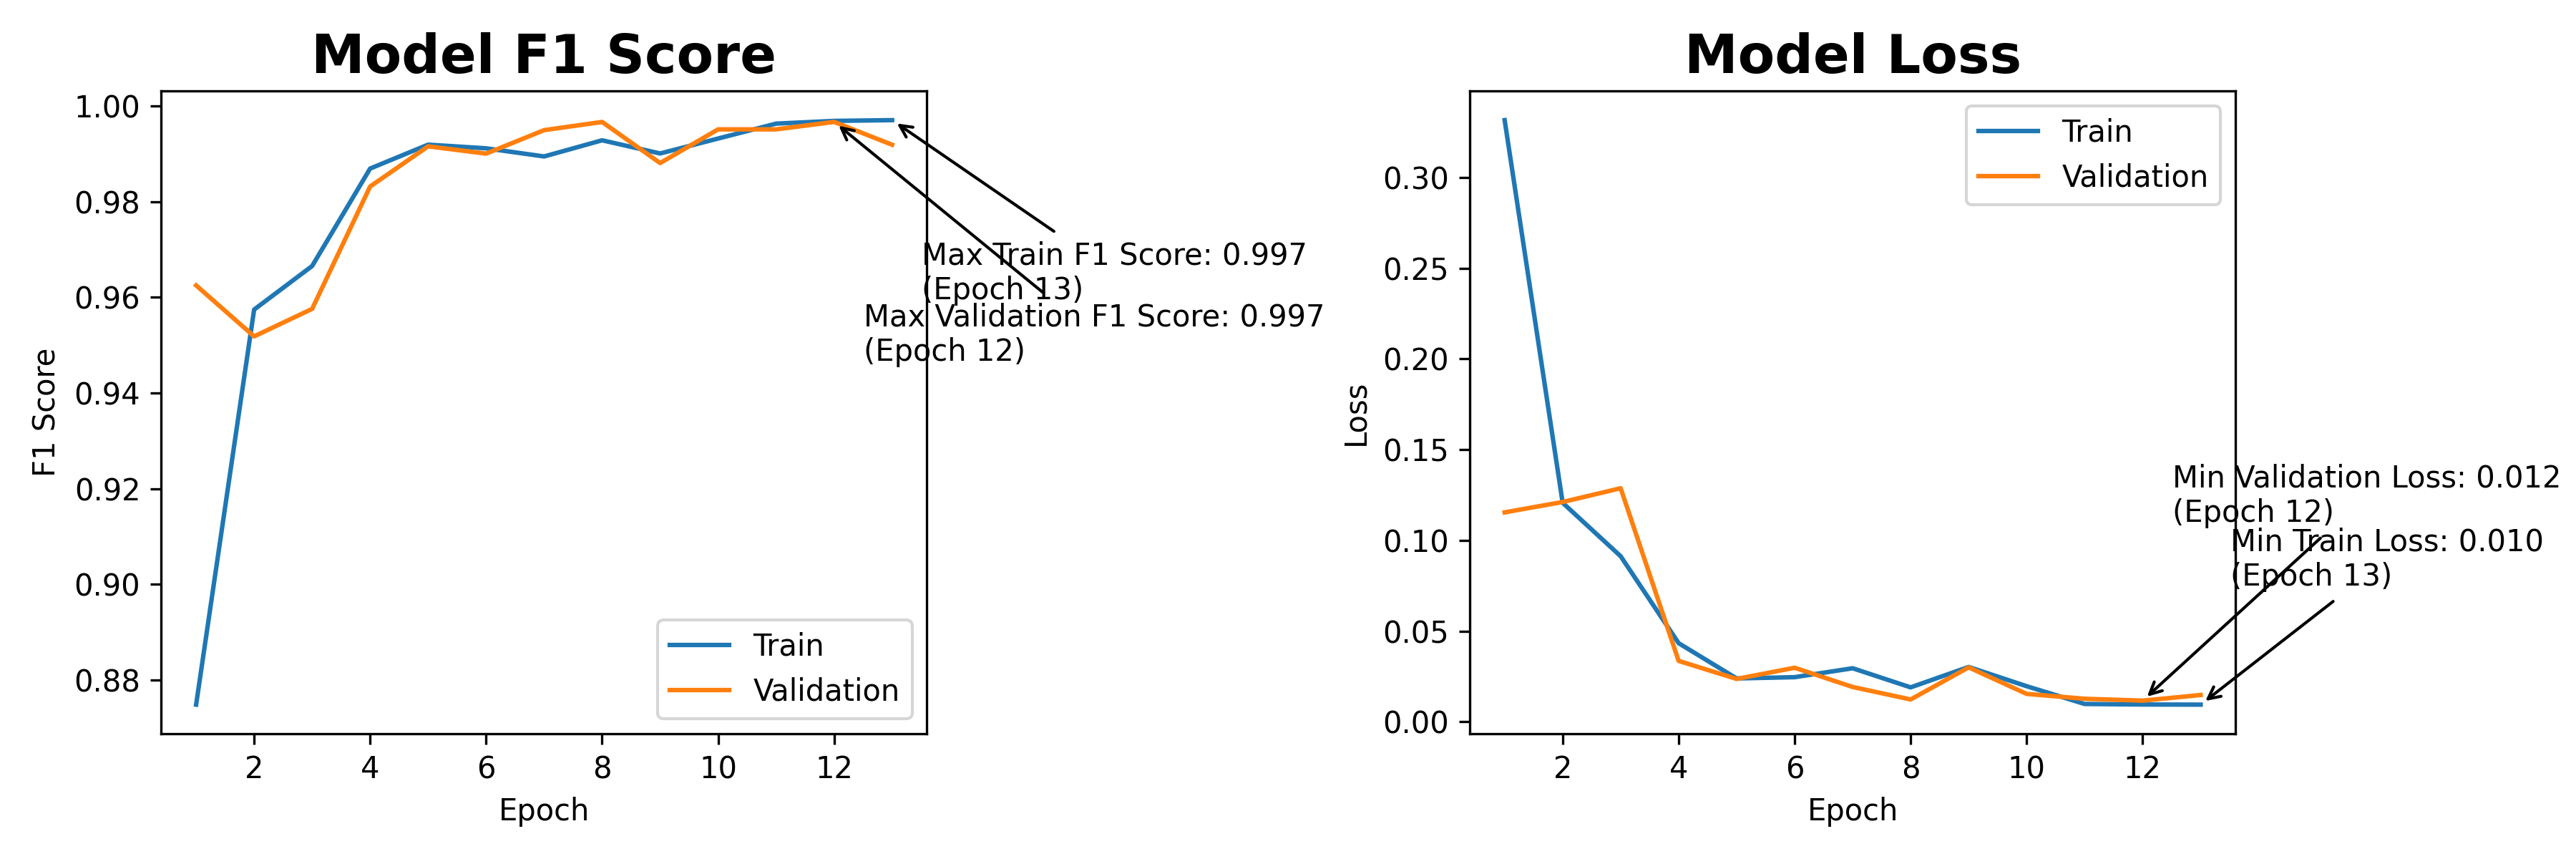 Model F1 Score
1.00
0.98
0.96
0.94
0.92
0.90
0.88
F1 Score
2
4
6
8
10
12
Epoch
Train
Validation
Max Train F1 Score: 0.997
(Epoch 13)
Max Validation F1 Score: 0.997
(Epoch 12)
Model Loss
0.30
0.25
0.20
0.15
0.10
0.05
0.00
Loss
2
4
6
8
10
12
Epoch
Train
Validation
Min Validation Loss: 0.012
(Epoch 12)
Min Train Loss: 0.010
(Epoch 13)